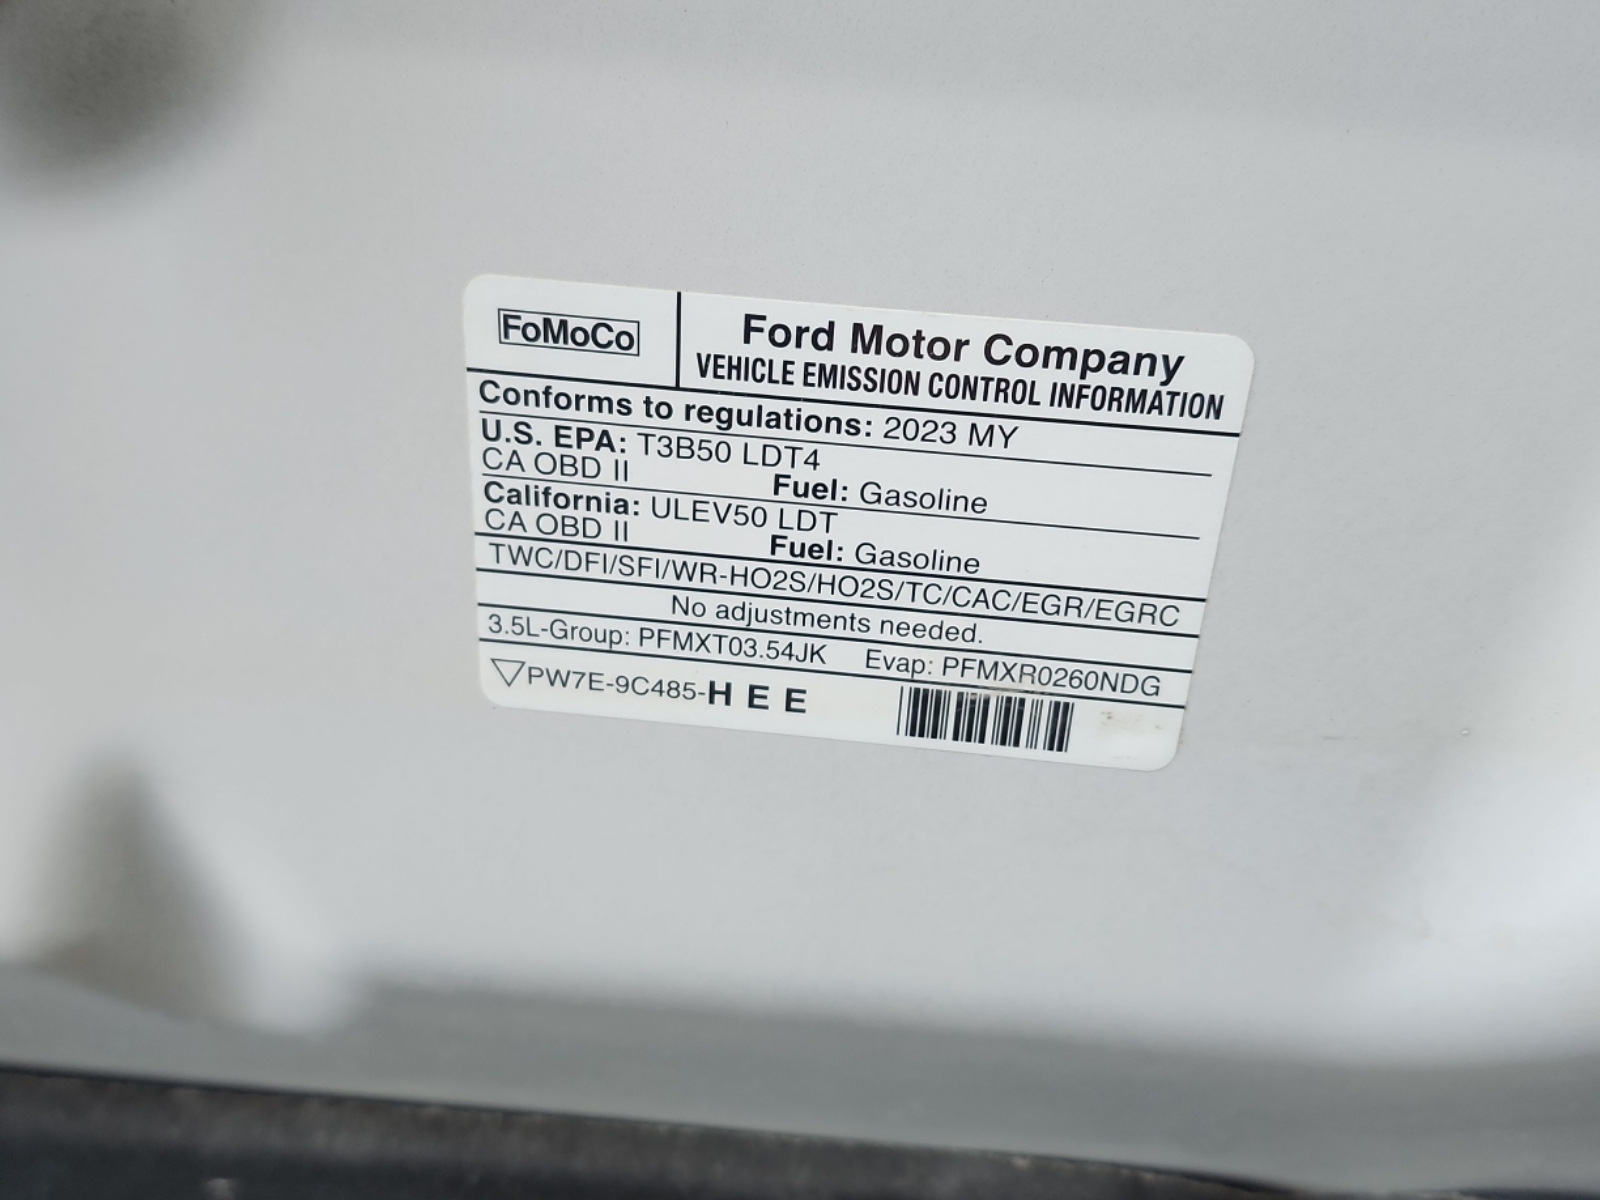 FoMoCo
Ford Motor Company
VEHICLE EMISSION CONTROL INFORMATION
Conforms to regulations: 2023 MY
U.S. EPA: T3B50 LDT4
CA OBD II Fuel: Gasoline
California: ULEV50 LDT
CA OBD II Fuel: Gasoline
TWC/DFI/SFI/WR-HO2S/HO2S/TC/CAC/EGR/EGRC
No adjustments needed.
3.5L-Group: PFMXT03.54JK Evap: PFMXR0260NDG
PW7E-9C485-HEE